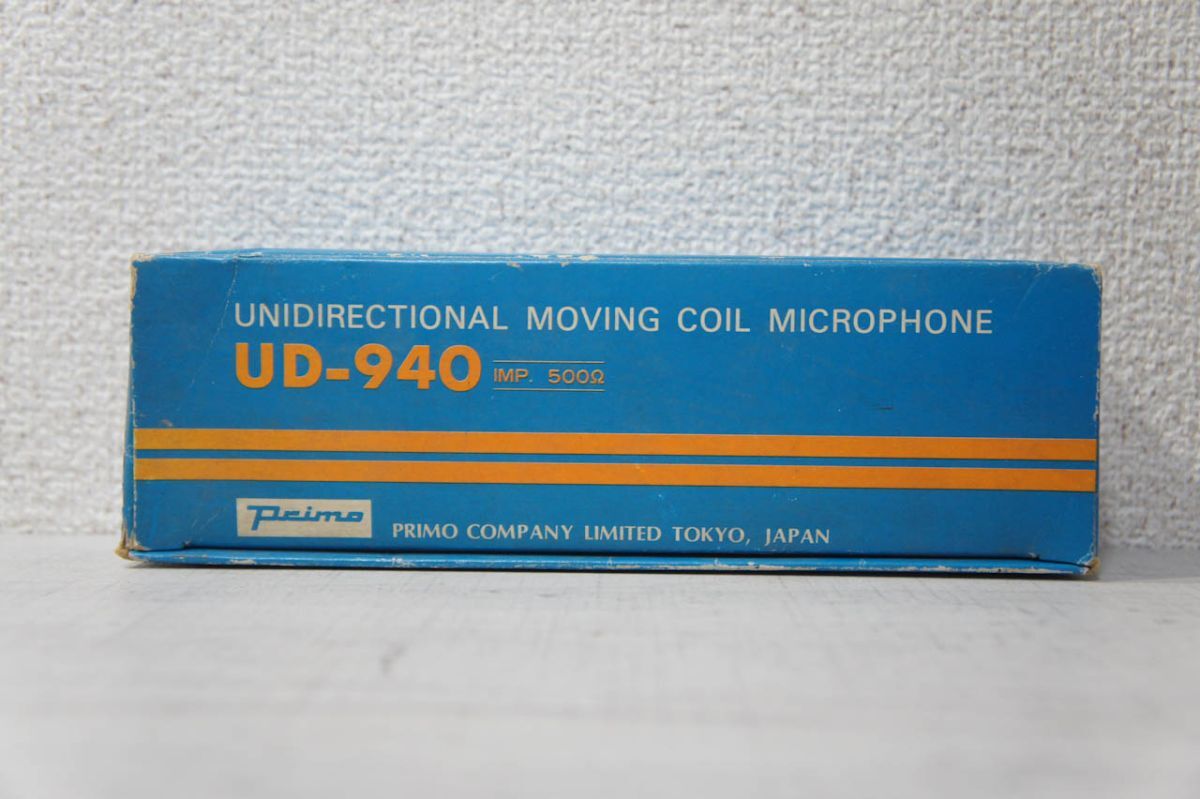 UNIDIRECTIONAL MOVING COIL MICROPHONE
UD-940 IMP. 500Ω
Primo PRIMO COMPANY LIMITED TOKYO, JAPAN